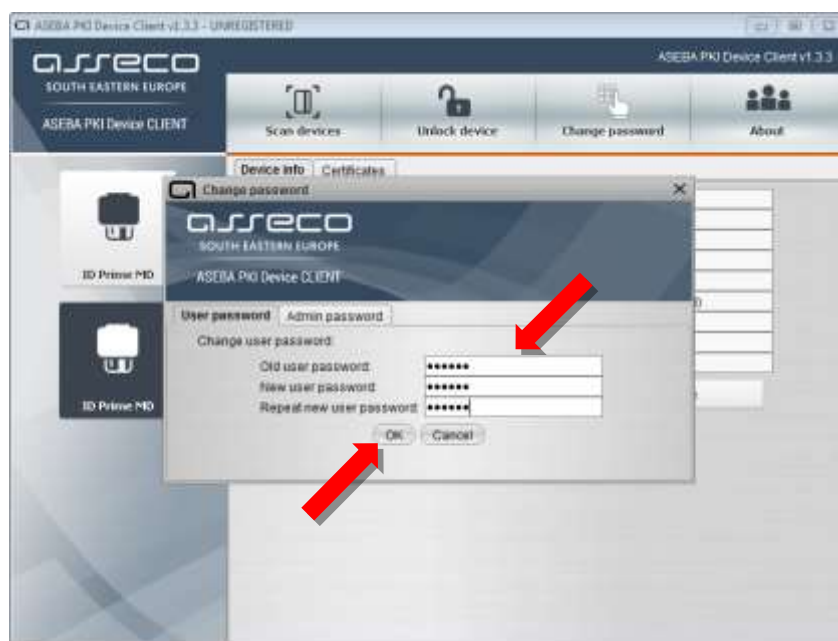 ASEBA PKI Device Client v1.3.3 - UNREGISTERED
asseco
SOUTH EASTERN EUROPE
ASEBA PKI Device CLIENT
ASEBA PKI Device Client v1.3.3
Scan devices
Unlock device
Change password
About
Device info
Certificates
ID Prime MD
ID Prime MD
Change password
asseco
SOUTH EASTERN EUROPE
ASEBA PKI Device CLIENT
User password
Admin password
Change user password:
Old user password:
New user password:
Repeat new user password:
OK
Cancel